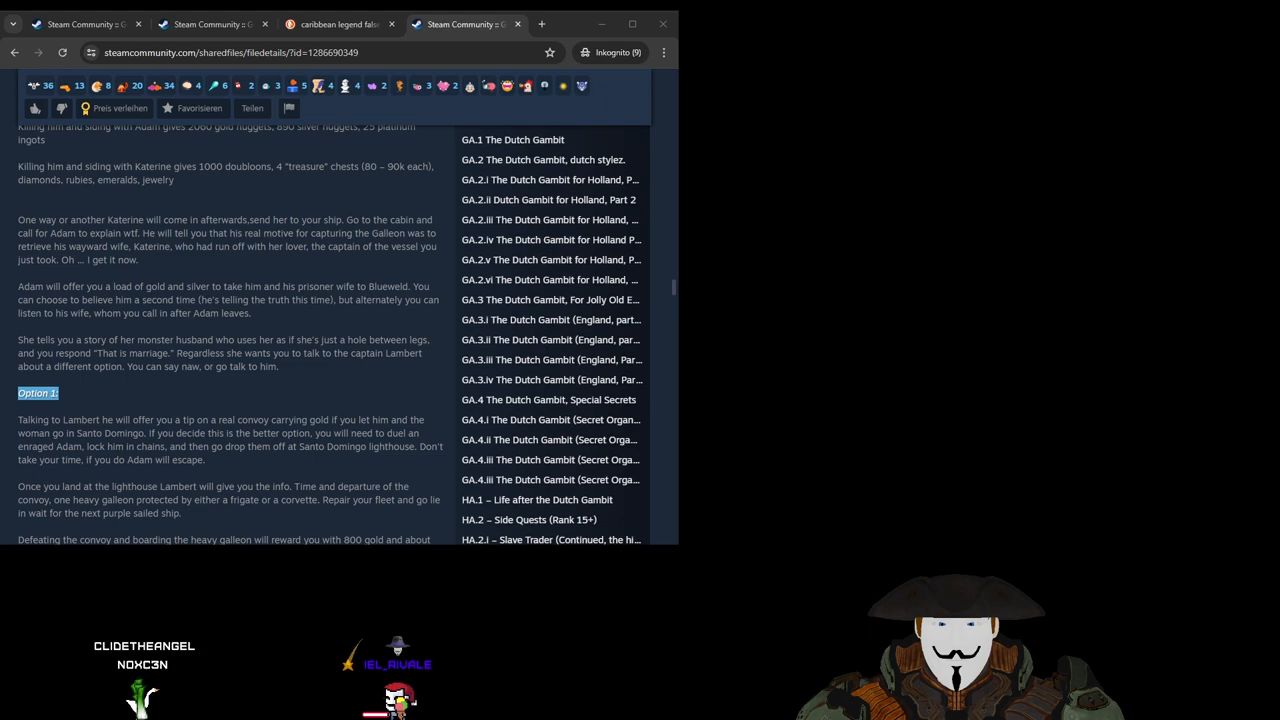 Steam Community :: G
Steam Community :: G
caribbean legend fals
Steam Community :: G
steamcommunity.com/sharedfiles/filedetails/?id=1286690349
Inkognito (9)
36 13 8 20 34 4 6 2 3 5 4 4 2 3 2
Preis verleihen
Favorisieren
Teilen
Killing him and siding with Adam gives 2060 gold nuggets, 890 silver nuggets, 25 platinum
ingots
Killing him and siding with Katerine gives 1000 doubloons, 4 “treasure” chests (80 – 90k each),
diamonds, rubies, emeralds, jewelry
One way or another Katerine will come in afterwards,send her to your ship. Go to the cabin and
call for Adam to explain wtf. He will tell you that his real motive for capturing the Galleon was to
retrieve his wayward wife, Katerine, who had run off with her lover, the captain of the vessel you
just took. Oh ... I get it now.
Adam will offer you a load of gold and silver to take him and his prisoner wife to Blueweld. You
can choose to believe him a second time (he's telling the truth this time), but alternately you can
listen to his wife, whom you call in after Adam leaves.
She tells you a story of her monster husband who uses her as if she's just a hole between legs,
and you respond “That is marriage.” Regardless she wants you to talk to the captain Lambert
about a different option. You can say naw, or go talk to him.
Option 1:
Talking to Lambert he will offer you a tip on a real convoy carrying gold if you let him and the
woman go in Santo Domingo. If you decide this is the better option, you will need to duel an
enraged Adam, lock him in chains, and then go drop them off at Santo Domingo lighthouse. Don't
take your time, if you do Adam will escape.
Once you land at the lighthouse Lambert will give you the info. Time and departure of the
convoy, one heavy galleon protected by either a frigate or a corvette. Repair your fleet and go lie
in wait for the next purple sailed ship.
Defeating the convoy and boarding the heavy galleon will reward you with 800 gold and about
GA.1 The Dutch Gambit
GA.2 The Dutch Gambit, dutch stylez.
GA.2.i The Dutch Gambit for Holland, P...
GA.2.ii Dutch Gambit for Holland, Part 2
GA.2.iii The Dutch Gambit for Holland, ...
GA.2.iv The Dutch Gambit for Holland P...
GA.2.v The Dutch Gambit for Holland, P...
GA.2.vi The Dutch Gambit for Holland, ...
GA.3 The Dutch Gambit, For Jolly Old E...
GA.3.i The Dutch Gambit (England, part...
GA.3.ii The Dutch Gambit (England, par...
GA.3.iii The Dutch Gambit (England, Par...
GA.3.iv The Dutch Gambit (England, Par...
GA.4 The Dutch Gambit, Special Secrets
GA.4.i The Dutch Gambit (Secret Organ...
GA.4.ii The Dutch Gambit (Secret Orga...
GA.4.iii The Dutch Gambit (Secret Orga...
GA.4.iii The Dutch Gambit (Secret Orga...
HA.1 – Life after the Dutch Gambit
HA.2 – Side Quests (Rank 15+)
HA.2.i – Slave Trader (Continued, the hi...
CLIDETHEANGEL
N0XC3N
IEL_RIVALE